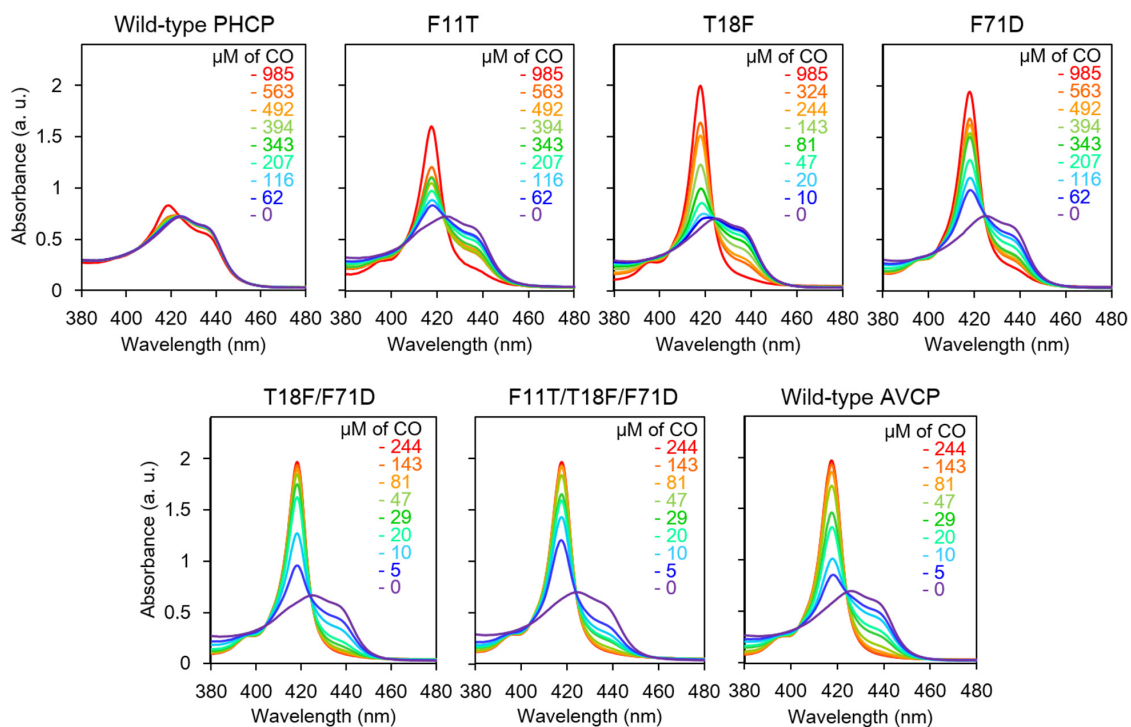 Wild-type PHCP
F11T
T18F
F71D
Absorbance (a. u.)
2
1.5
1
0.5
0
µM of CO
- 985
- 563
- 492
- 394
- 343
- 207
- 116
- 62
- 0
µM of CO
- 985
- 563
- 492
- 394
- 343
- 207
- 116
- 62
- 0
µM of CO
- 985
- 324
- 244
- 143
- 81
- 47
- 20
- 10
- 0
µM of CO
- 985
- 563
- 492
- 394
- 343
- 207
- 116
- 62
- 0
380 400 420 440 460 480
380 400 420 440 460 480
380 400 420 440 460 480
380 400 420 440 460 480
Wavelength (nm)
Wavelength (nm)
Wavelength (nm)
Wavelength (nm)
T18F/F71D
F11T/T18F/F71D
Wild-type AVCP
Absorbance (a. u.)
2
1.5
1
0.5
0
µM of CO
- 244
- 143
- 81
- 47
- 29
- 20
- 10
- 5
- 0
µM of CO
- 244
- 143
- 81
- 47
- 29
- 20
- 10
- 5
- 0
µM of CO
- 244
- 143
- 81
- 47
- 29
- 20
- 10
- 5
- 0
380 400 420 440 460 480
380 400 420 440 460 480
380 400 420 440 460 480
Wavelength (nm)
Wavelength (nm)
Wavelength (nm)